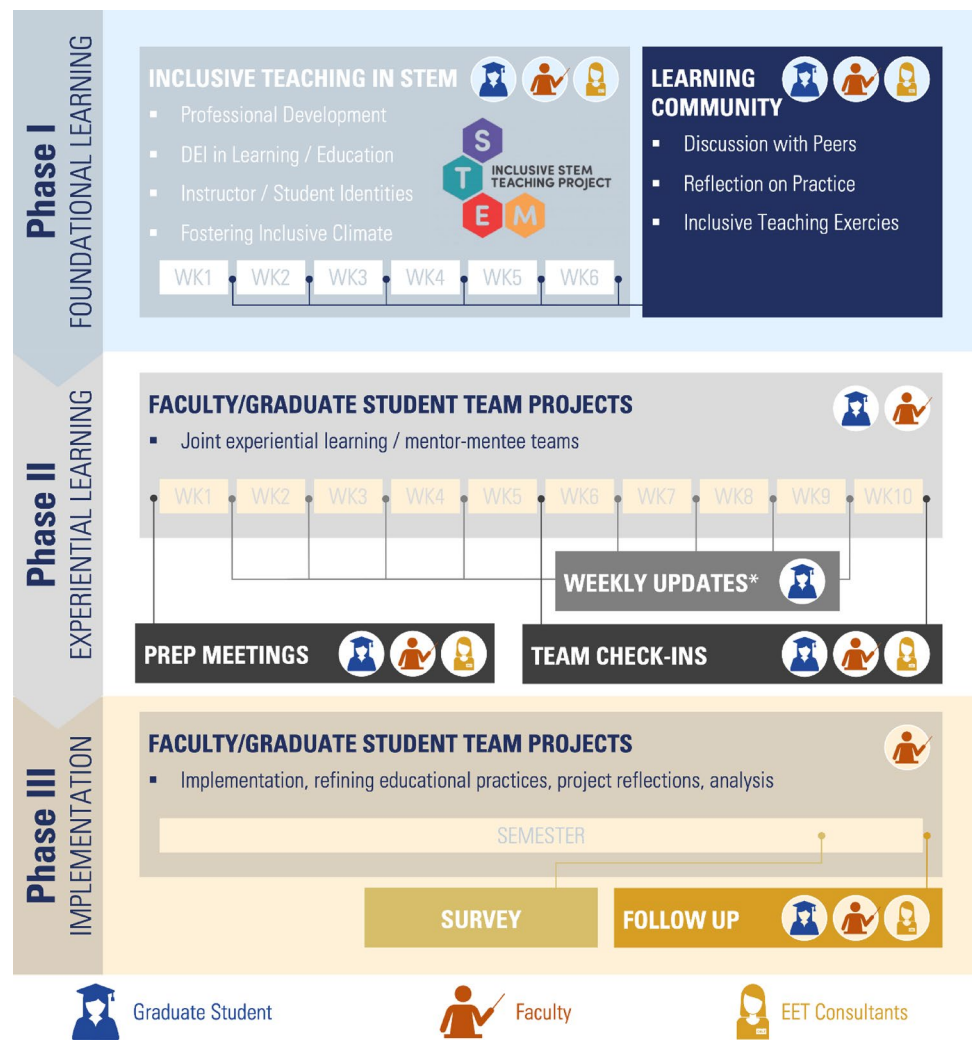 Phase I
FOUNDATIONAL LEARNING
INCLUSIVE TEACHING IN STEM
▪ Professional Development
▪ DEI in Learning / Education
▪ Instructor / Student Identities
▪ Fostering Inclusive Climate
S
T
E
M
INCLUSIVE STEM
TEACHING PROJECT
WK1 WK2 WK3 WK4 WK5 WK6
LEARNING
COMMUNITY
▪ Discussion with Peers
▪ Reflection on Practice
▪ Inclusive Teaching Exercies
Phase II
EXPERIENTIAL LEARNING
FACULTY/GRADUATE STUDENT TEAM PROJECTS
▪ Joint experiential learning / mentor-mentee teams
WK1 WK2 WK3 WK4 WK5 WK6 WK7 WK8 WK9 WK10
WEEKLY UPDATES*
PREP MEETINGS
TEAM CHECK-INS
Phase III
IMPLEMENTATION
FACULTY/GRADUATE STUDENT TEAM PROJECTS
▪ Implementation, refining educational practices, project reflections, analysis
SEMESTER
SURVEY
FOLLOW UP
Graduate Student
Faculty
EET Consultants